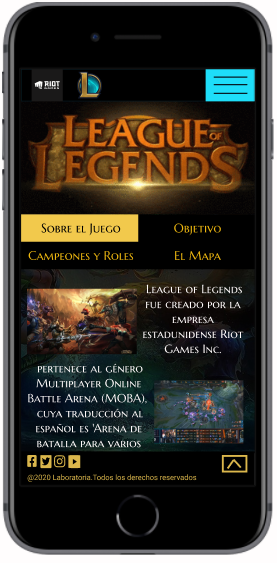 RIOT
GAMES
L
LEAGUE OF
LEGENDS
Sobre el Juego
Objetivo
Campeones y Roles
El Mapa
League of Legends
fue creado por la
empresa
estadunidense Riot
Games Inc.
pertenece al género
Multiplayer Online
Battle Arena (MOBA),
cuya traducción al
español es 'Arena de
batalla para varios
@2020 Laboratoria.Todos los derechos reservados